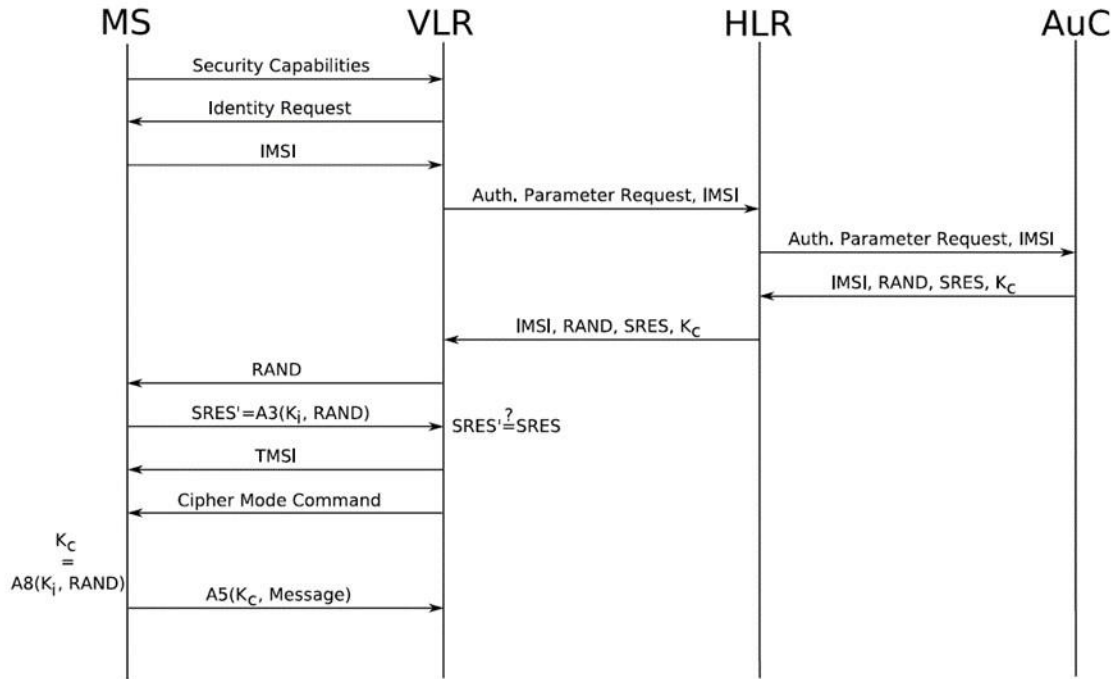 MS VLR HLR AuC
Security Capabilities
Identity Request
IMSI
Auth. Parameter Request, IMSI
Auth. Parameter Request, IMSI
IMSI, RAND, SRES, Kc
IMSI, RAND, SRES, Kc
RAND
SRES'=A3(Ki, RAND)
?
SRES'=SRES
TMSI
Cipher Mode Command
Kc
=
A8(Ki, RAND)
A5(Kc, Message)